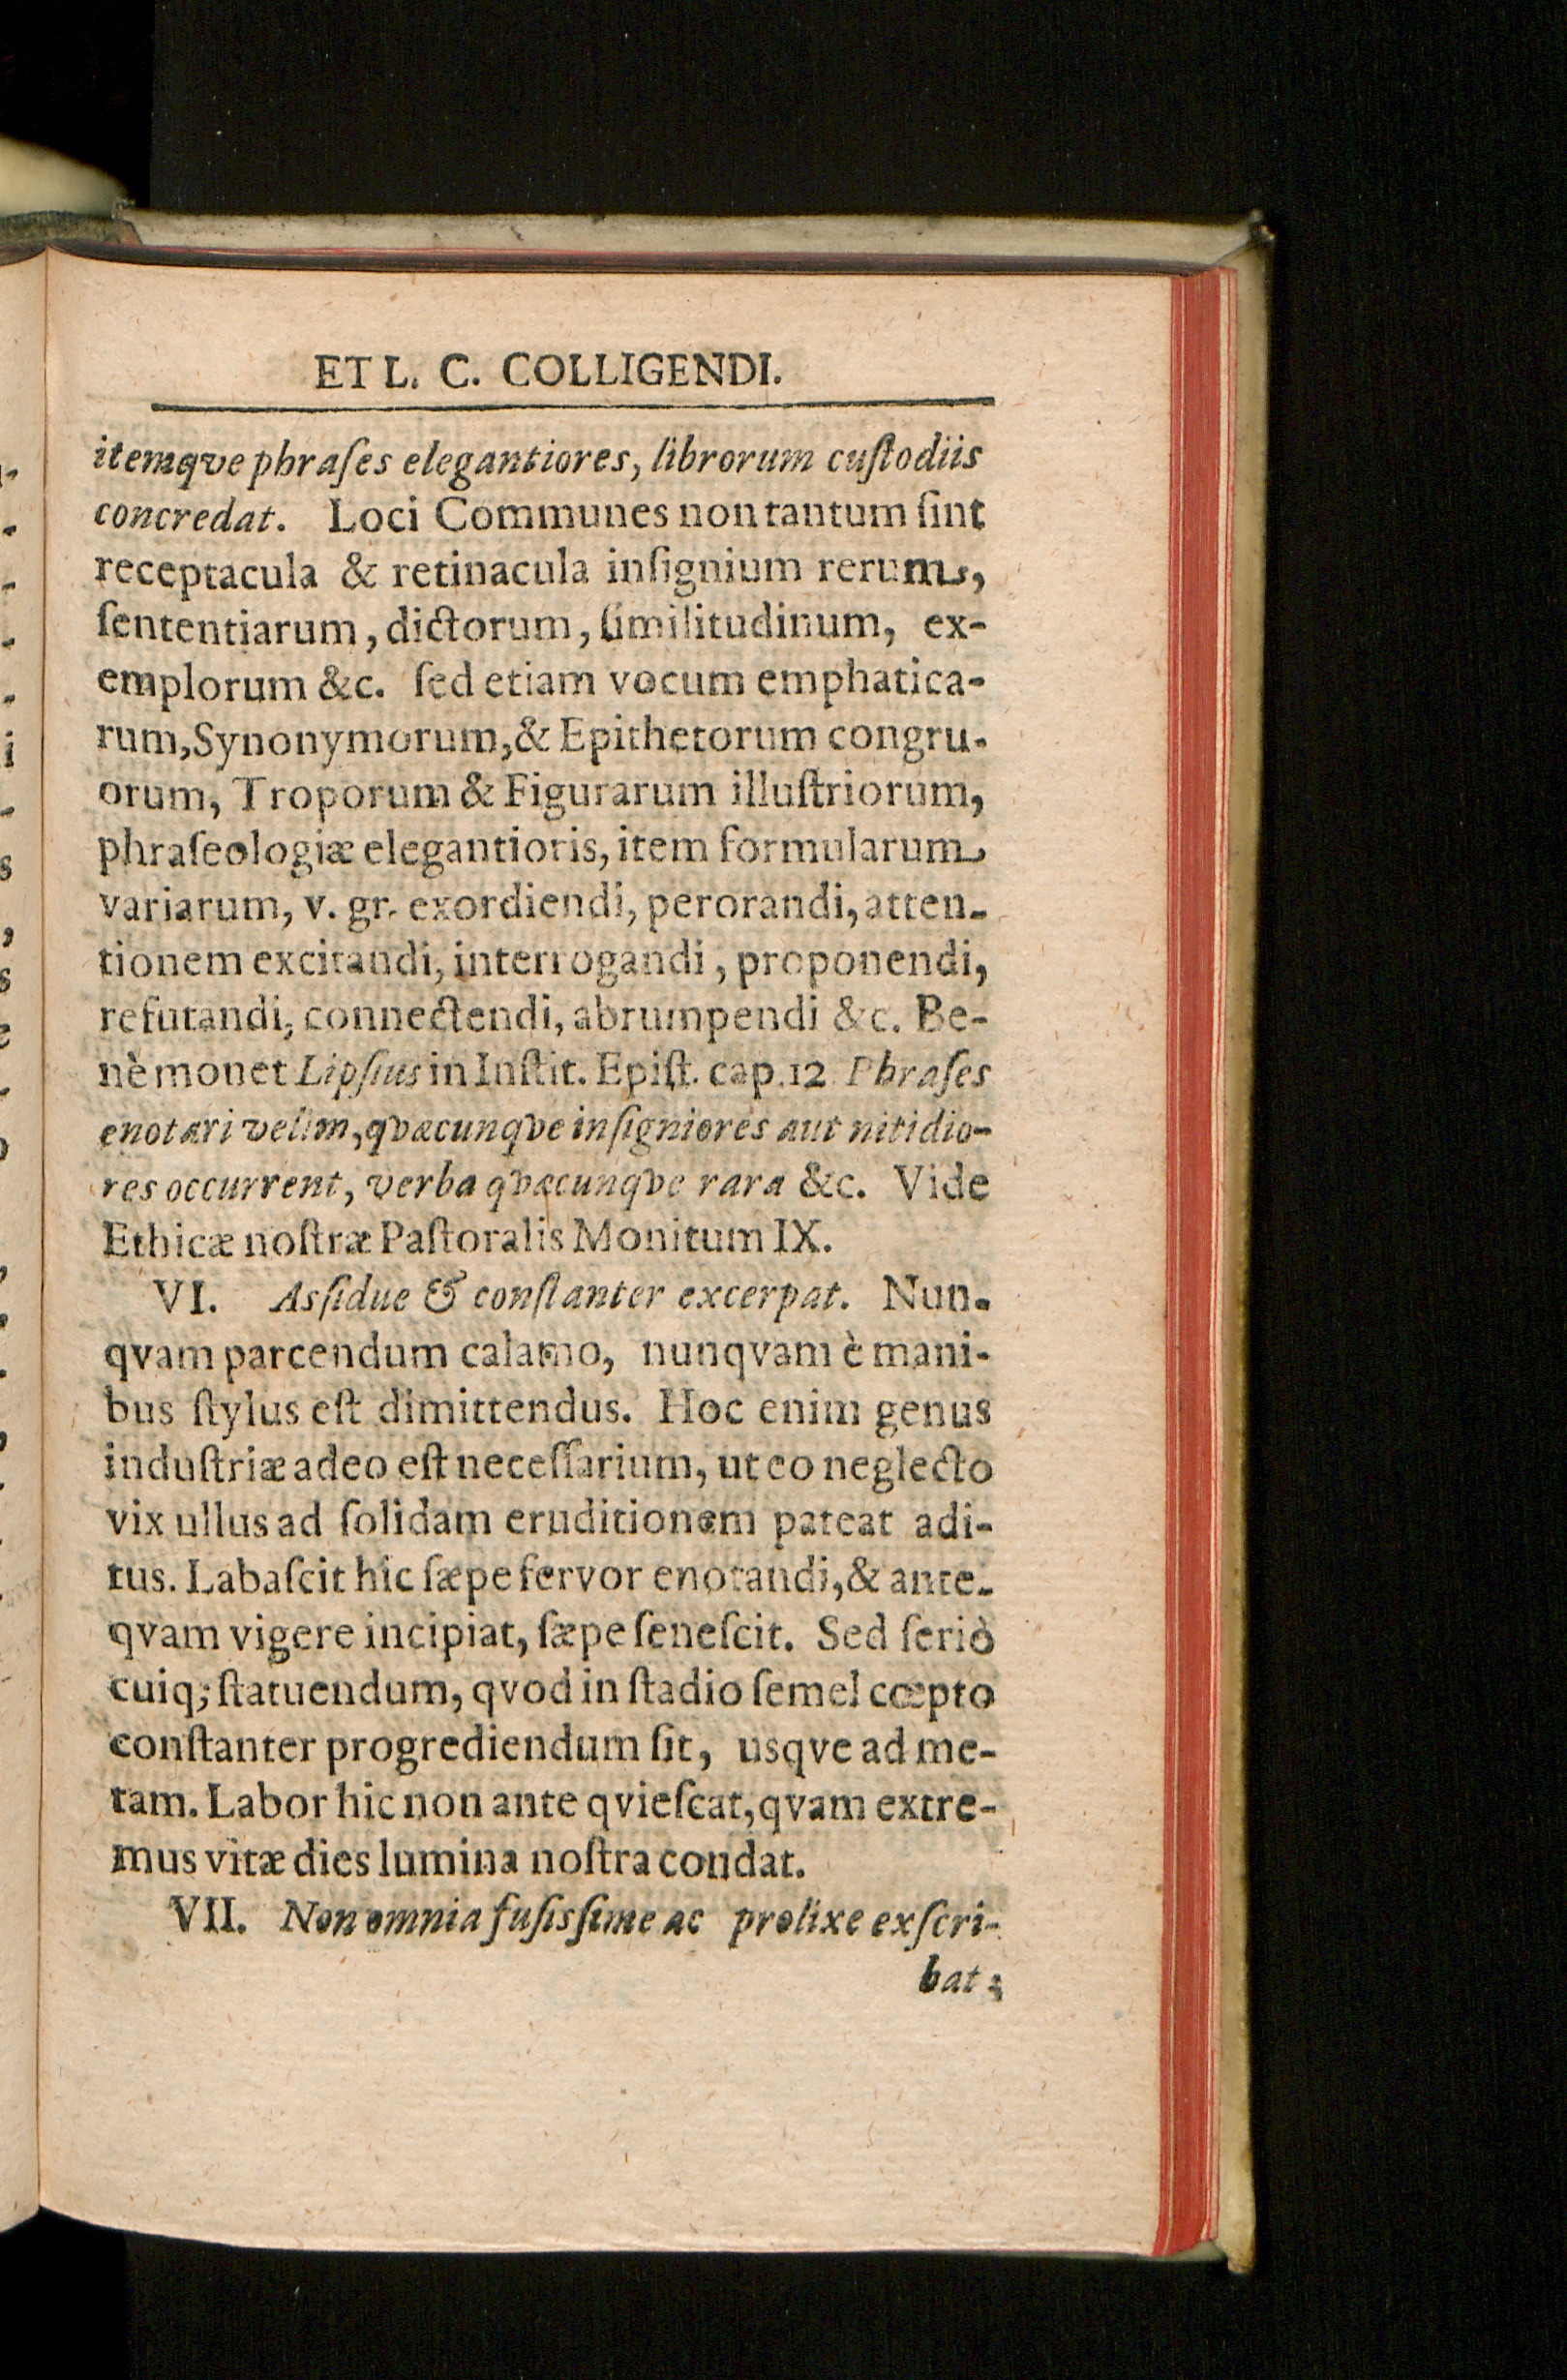 ET L. C. COLLIGENDI.
itemqve phraſes elegantiores, librorum cuſtodiis
concredat. Loci Communes non tantum ſint
receptacula & retinacula inſignium rerum,
ſententiarum, dictorum, ſimilitudinum, ex-
emplorum &c. ſed etiam vocum emphatica-
rum, Synonymorum, & Epithetorum congru-
orum, Troporum & Figurarum illuſtriorum,
phraſeologiæ elegantioris, item formularum
variarum, v. gr. exordiendi, perorandi, atten-
tionem excitandi, interrogandi, proponendi,
refutandi, connectendi, abrumpendi &c. Be-
nè monet Lipſius in Inſtit. Epiſt. cap. 12 Phraſes
enotari velim, qvæcunqve inſigniores aut nitidio-
res occurrent, verba qvæcunqve rara &c. Vide
Ethicæ noſtræ Paſtoralis Monitum IX.
VI. Asſidue & conſtanter excerpat. Nun-
qvam parcendum calamo, nunqvam è mani-
bus ſtylus eſt dimittendus. Hoc enim genus
induſtriæ adeo eſt neceſſarium, ut eo neglecto
vix ullus ad ſolidam eruditionem pateat adi-
tus. Labaſcit hic ſæpe fervor enotandi, & ante-
qvam vigere incipiat, ſæpe ſeneſcit. Sed ſeriò
cuiq; ſtatuendum, qvod in ſtadio ſemel cœpto
conſtanter progrediendum ſit, usqve ad me-
tam. Labor hic non ante qvieſcat, qvam extre-
mus vitæ dies lumina noſtra condat.
VII. Non omnia fuſisſime ac prolixe exſcri-
bat;